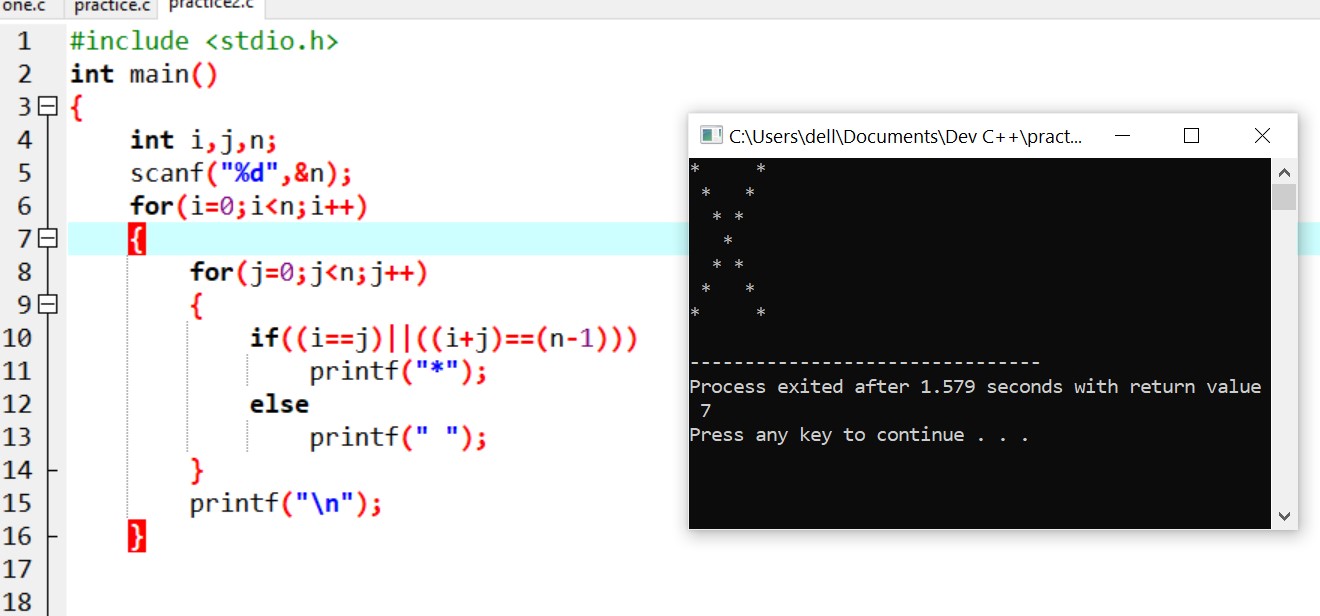 one.c practice.c practice2.c
1 #include <stdio.h>
2 int main()
3 {
4 int i,j,n;
5 scanf("%d",&n);
6 for(i=0;i<n;i++)
7 {
8 for(j=0;j<n;j++)
9 {
10 if((i==j)||((i+j)==(n-1)))
11 printf("*");
12 else
13 printf(" ");
14 }
15 printf("\n");
16 }
17
18
C:\Users\dell\Documents\Dev C++\pract...
*     *
 *   *
  * *
   *
  * *
 *   *
*     *
--------------------------------
Process exited after 1.579 seconds with return value
 7
Press any key to continue . . .